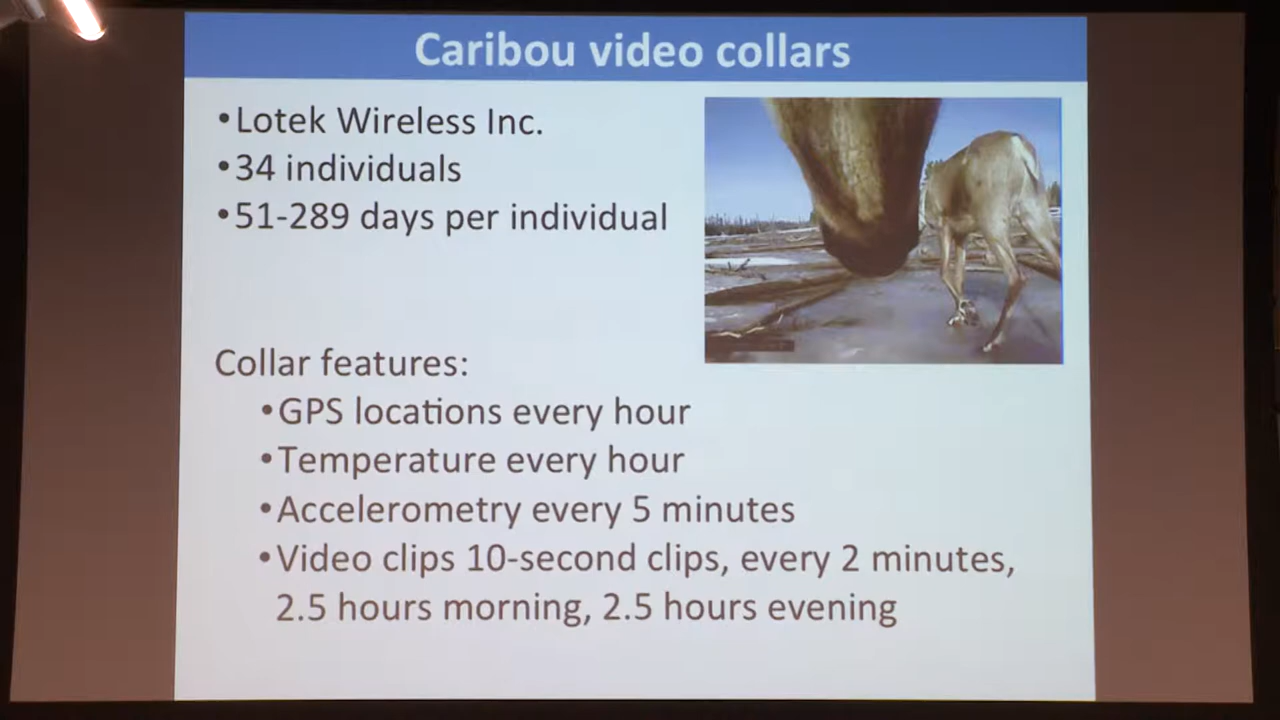 Caribou video collars
•Lotek Wireless Inc.
•34 individuals
•51-289 days per individual
Collar features:
•GPS locations every hour
•Temperature every hour
•Accelerometry every 5 minutes
•Video clips 10-second clips, every 2 minutes,
2.5 hours morning, 2.5 hours evening